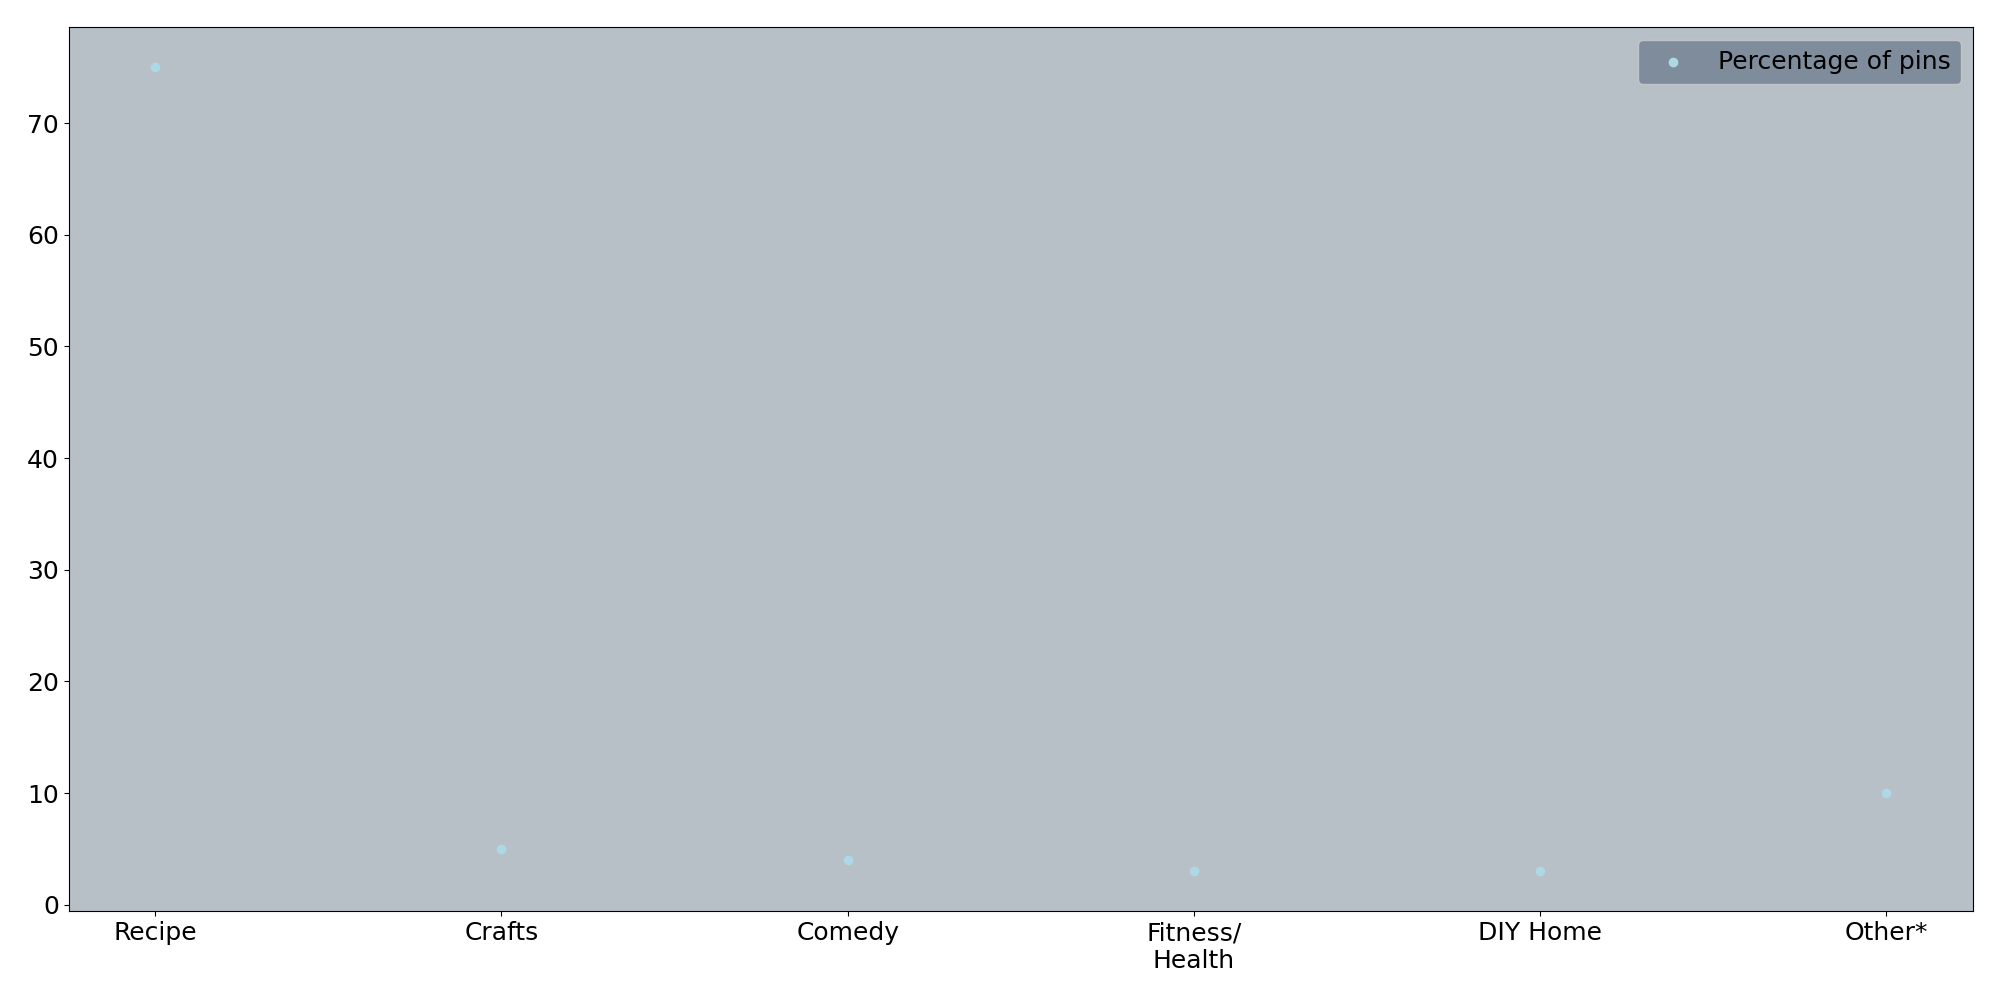 Percentage of pins
70
60
50
40
30
20
10
0
Recipe
Crafts
Comedy
Fitness/
Health
DIY Home
Other*